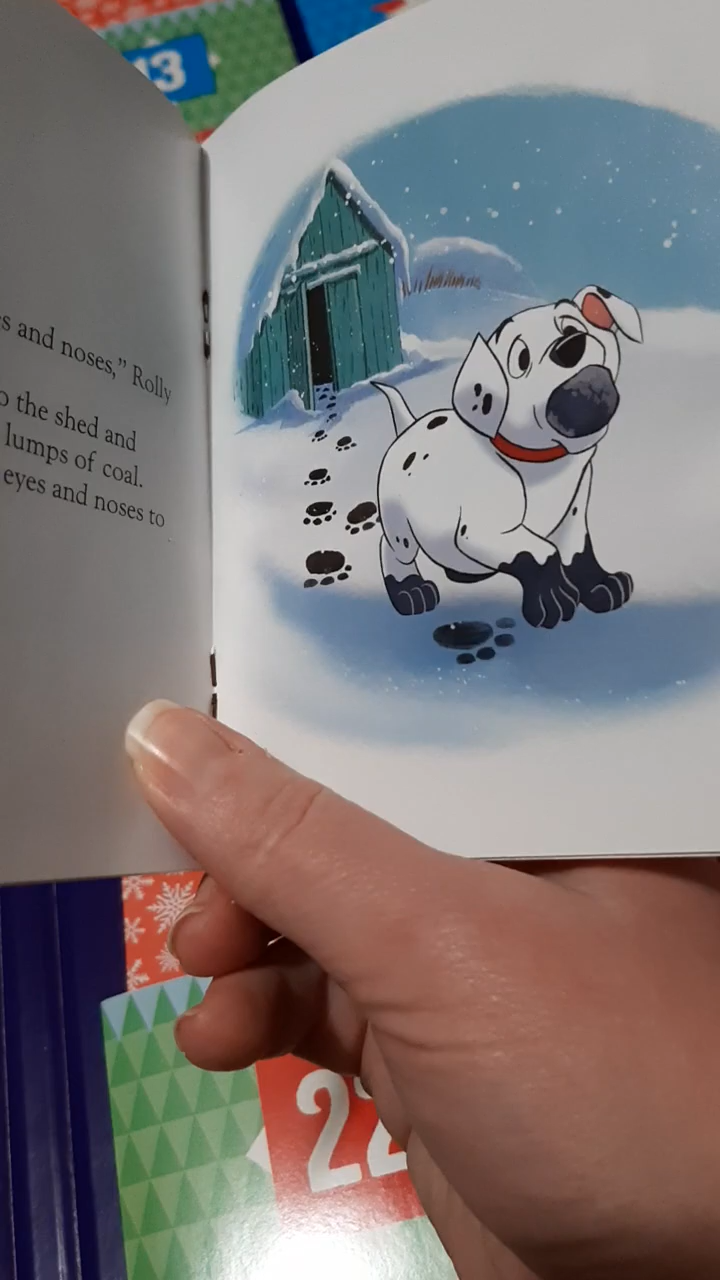 13
s and noses,” Rolly
o the shed and
lumps of coal.
eyes and noses to
22